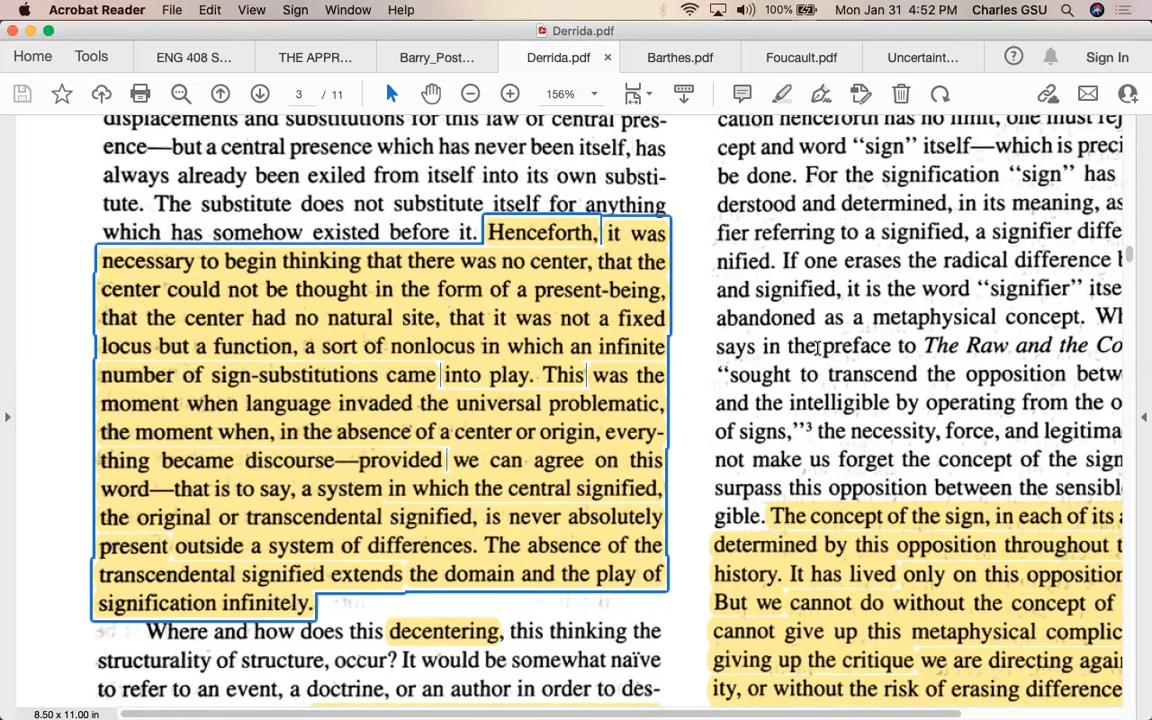 Acrobat Reader File Edit View Sign Window Help 100% Mon Jan 31 4:52 PM Charles GSU
Derrida.pdf
Home Tools ENG 408 S... THE APPR... Barry_Post... Derrida.pdf × Barthes.pdf Foucault.pdf Uncertaint... Sign In
3 / 11 156%
displacements and substitutions for this law of central pres-
ence—but a central presence which has never been itself, has
always already been exiled from itself into its own substi-
tute. The substitute does not substitute itself for anything
which has somehow existed before it. Henceforth, it was
necessary to begin thinking that there was no center, that the
center could not be thought in the form of a present-being,
that the center had no natural site, that it was not a fixed
locus but a function, a sort of nonlocus in which an infinite
number of sign-substitutions came into play. This was the
moment when language invaded the universal problematic,
the moment when, in the absence of a center or origin, every-
thing became discourse—provided we can agree on this
word—that is to say, a system in which the central signified,
the original or transcendental signified, is never absolutely
present outside a system of differences. The absence of the
transcendental signified extends the domain and the play of
signification infinitely.
Where and how does this decentering, this thinking the
structurality of structure, occur? It would be somewhat naïve
to refer to an event, a doctrine, or an author in order to des-
cation henceforth has no limit, one must rej
cept and word “sign” itself—which is preci
be done. For the signification “sign” has
derstood and determined, in its meaning, as
fier referring to a signified, a signifier diffe
nified. If one erases the radical difference
and signified, it is the word “signifier” itse
abandoned as a metaphysical concept. Wh
says in the preface to The Raw and the Co
“sought to transcend the opposition betw
and the intelligible by operating from the o
of signs,”3 the necessity, force, and legitima
not make us forget the concept of the sign
surpass this opposition between the sensibl
gible. The concept of the sign, in each of its
determined by this opposition throughout t
history. It has lived only on this opposition
But we cannot do without the concept of
cannot give up this metaphysical complic
giving up the critique we are directing agai
ity, or without the risk of erasing difference
8.50 x 11.00 in